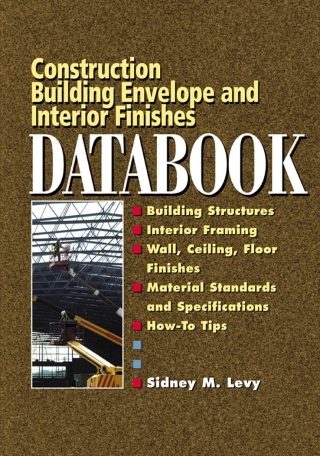 Construction
Building Envelope and
Interior Finishes
DATABOOK
Building Structures
Interior Framing
Wall, Ceiling, Floor
Finishes
Material Standards
and Specifications
How-To Tips
Sidney M. Levy